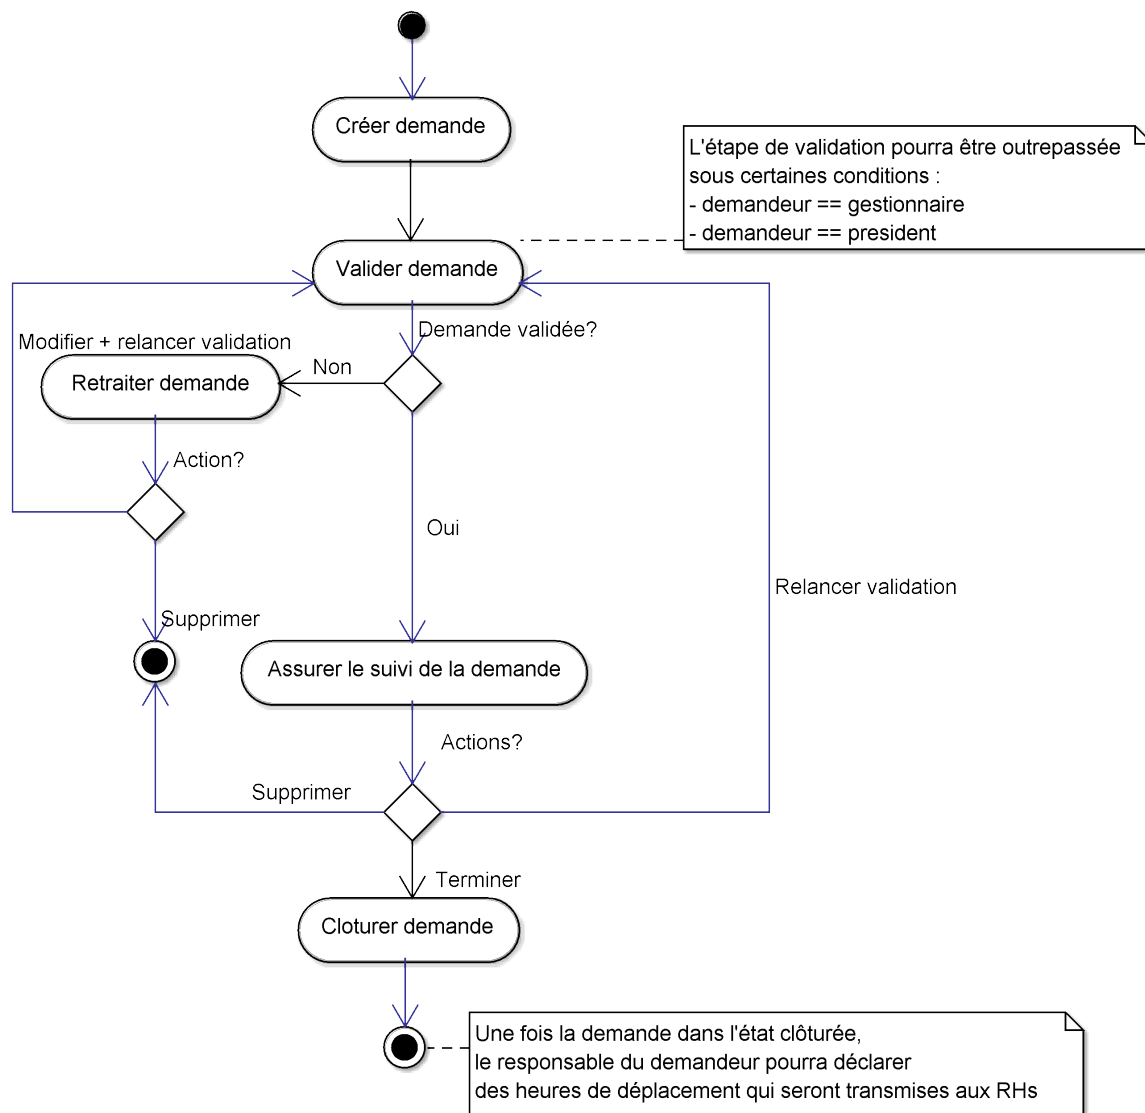 Créer demande
L'étape de validation pourra être outrepassée
sous certaines conditions :
- demandeur == gestionnaire
- demandeur == president
Valider demande
Demande validée?
Modifier + relancer validation
Non
Retraiter demande
Action?
Oui
Relancer validation
Supprimer
Assurer le suivi de la demande
Actions?
Supprimer
Terminer
Cloturer demande
Une fois la demande dans l'état clôturée,
le responsable du demandeur pourra déclarer
des heures de déplacement qui seront transmises aux RHs